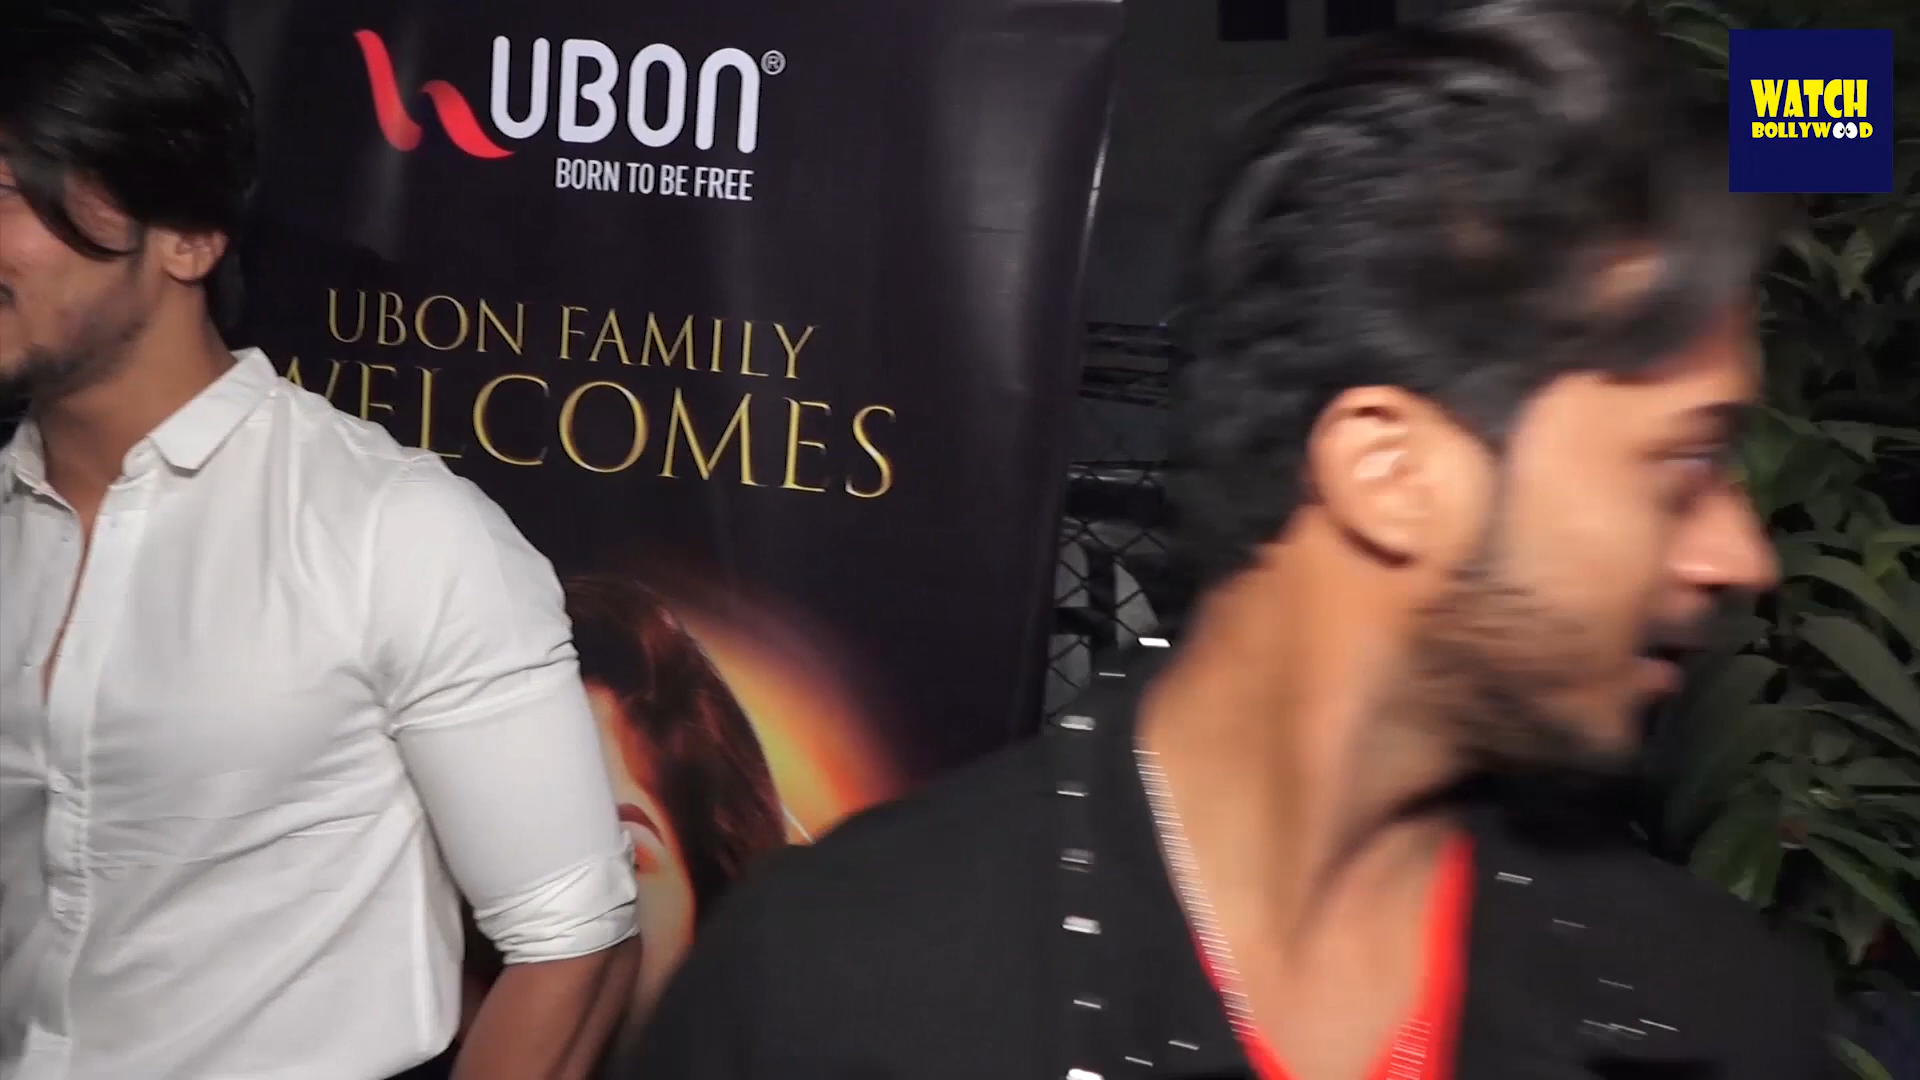 UBON®
BORN TO BE FREE
UBON FAMILY
WELCOMES
WATCH
BOLLYWOOD